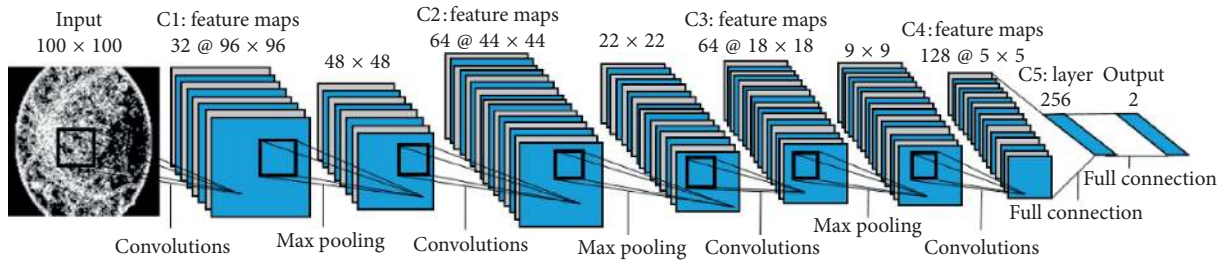 Input
100 × 100
C1: feature maps
32 @ 96 × 96
48 × 48
C2: feature maps
64 @ 44 × 44
22 × 22
C3: feature maps
64 @ 18 × 18
9 × 9
C4: feature maps
128 @ 5 × 5
C5: layer
256
Output
2
Convolutions
Max pooling
Convolutions
Max pooling
Convolutions
Max pooling
Convolutions
Full connection
Full connection